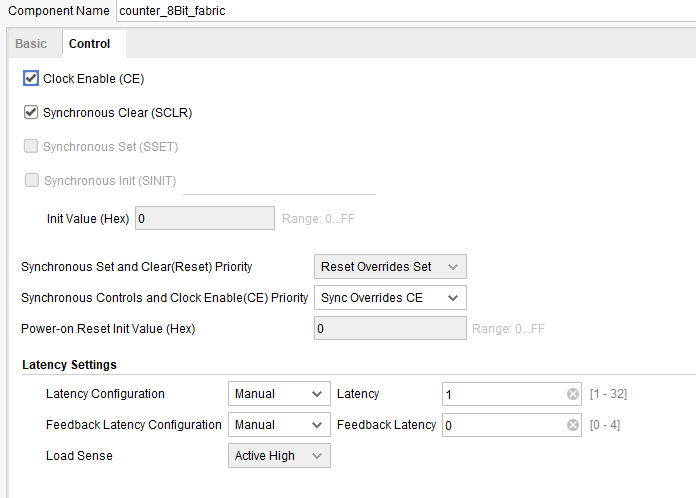 Component Name counter_8Bit_fabric
Basic Control
Clock Enable (CE)
Synchronous Clear (SCLR)
Synchronous Set (SSET)
Synchronous Init (SINIT)
Init Value (Hex) 0 Range: 0...FF
Synchronous Set and Clear(Reset) Priority Reset Overrides Set
Synchronous Controls and Clock Enable(CE) Priority Sync Overrides CE
Power-on Reset Init Value (Hex) 0 Range: 0...FF
Latency Settings
Latency Configuration Manual Latency 1 [1 - 32]
Feedback Latency Configuration Manual Feedback Latency 0 [0 - 4]
Load Sense Active High